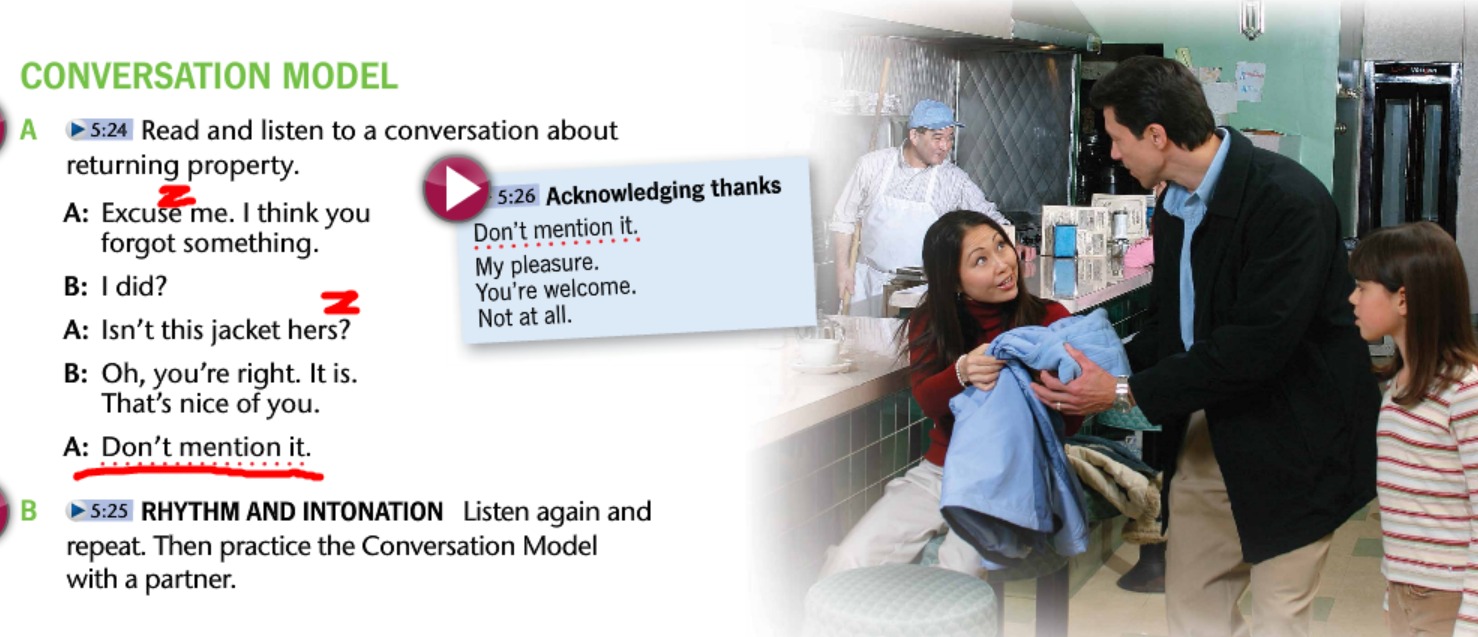 CONVERSATION MODEL
A 5:24 Read and listen to a conversation about
returning property.
Z
A: Excuse me. I think you
forgot something.
B: I did?
Z
A: Isn't this jacket hers?
B: Oh, you're right. It is.
That's nice of you.
A: Don't mention it.
5:26 Acknowledging thanks
Don't mention it.
My pleasure.
You're welcome.
Not at all.
B 5:25 RHYTHM AND INTONATION Listen again and
repeat. Then practice the Conversation Model
with a partner.